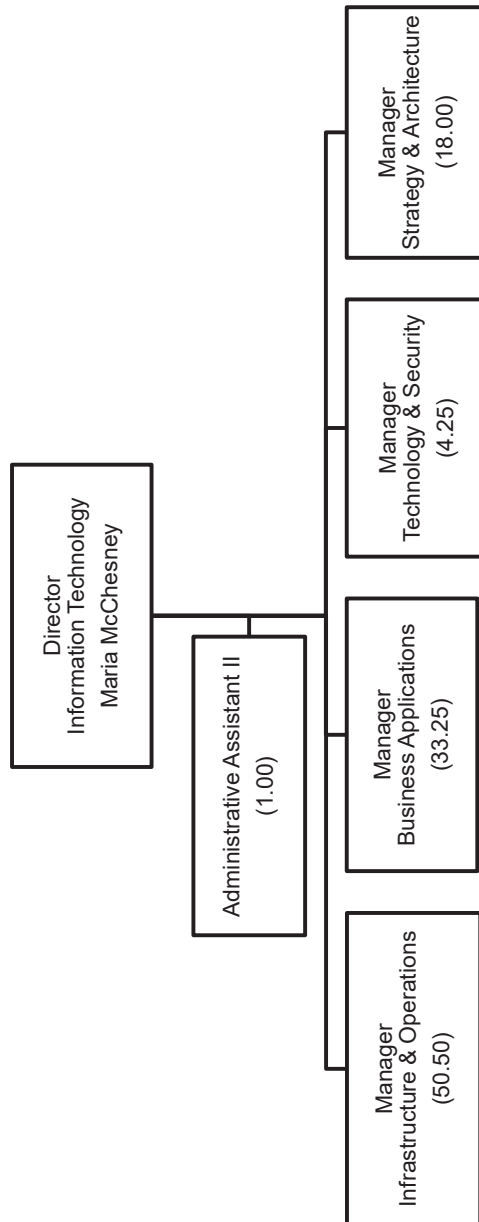 Director
Information Technology
Maria McChesney
Administrative Assistant II
(1.00)
Manager
Infrastructure & Operations
(50.50)
Manager
Business Applications
(33.25)
Manager
Technology & Security
(4.25)
Manager
Strategy & Architecture
(18.00)